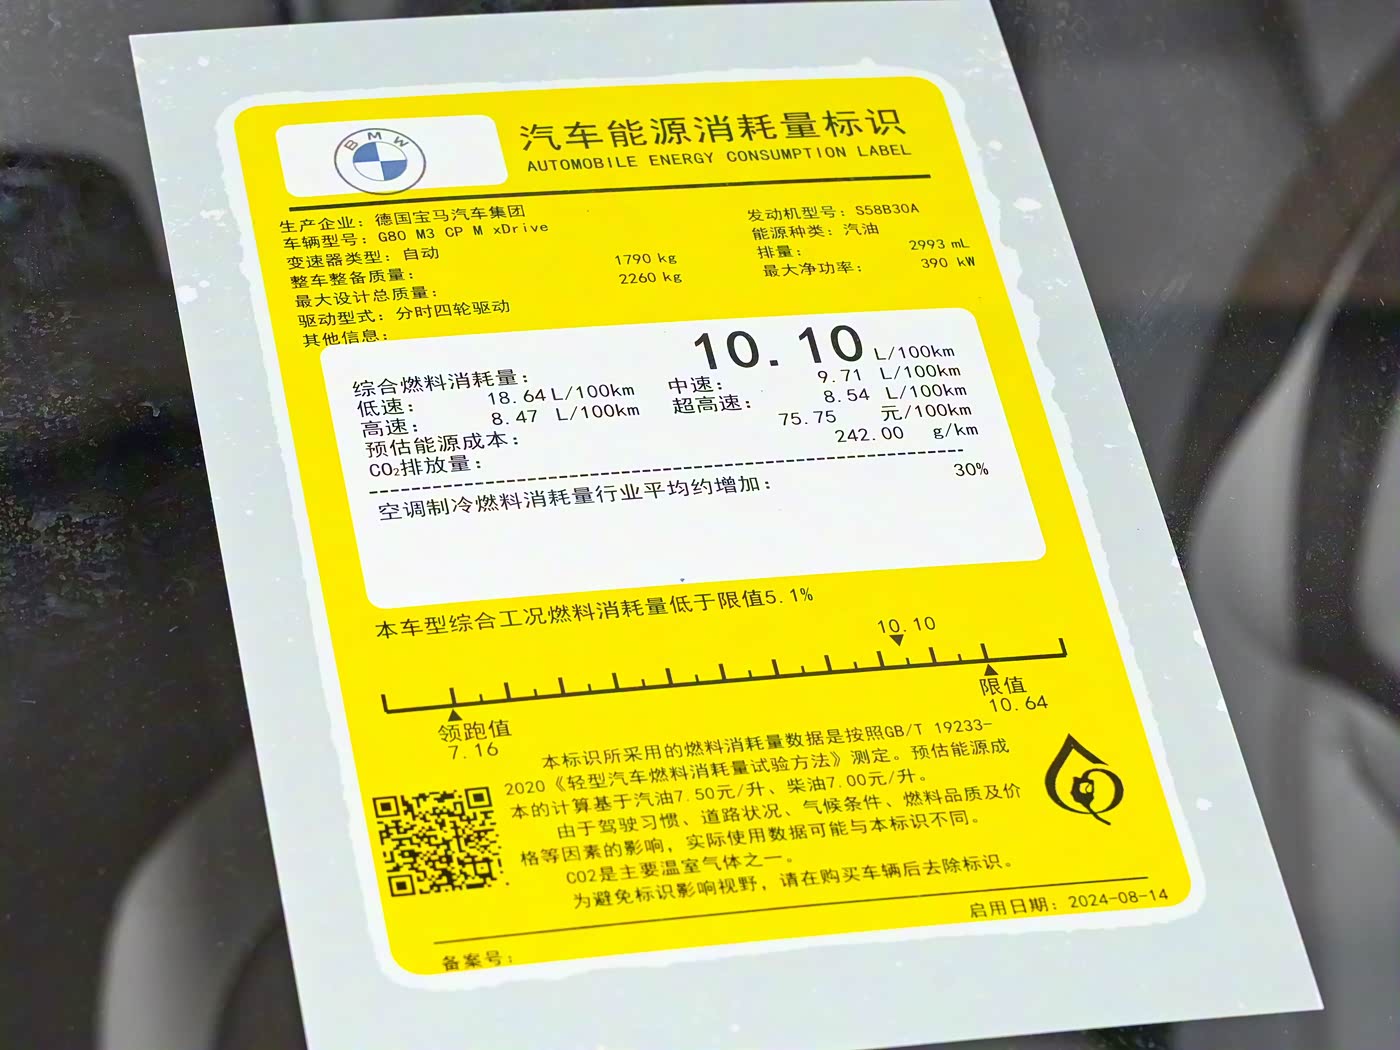 BMW
汽车能源消耗量标识
AUTOMOBILE ENERGY CONSUMPTION LABEL
生产企业：德国宝马汽车集团
车辆型号：G80 M3 CP M xDrive
变速器类型：自动
整车整备质量： 1790 kg
最大设计总质量： 2260 kg
驱动型式：分时四轮驱动
其他信息：
发动机型号：S58B30A
能源种类：汽油
排量： 2993 mL
最大净功率： 390 kW
综合燃料消耗量： 10.10 L/100km
低速： 18.64 L/100km 中速： 9.71 L/100km
高速： 8.47 L/100km 超高速： 8.54 L/100km
预估能源成本： 75.75 元/100km
CO₂排放量： 242.00 g/km
空调制冷燃料消耗量行业平均约增加： 30%
本车型综合工况燃料消耗量低于限值5.1%
10.10
领跑值
7.16
限值
10.64
本标识所采用的燃料消耗量数据是按照GB/T 19233-
2020《轻型汽车燃料消耗量试验方法》测定。预估能源成
本的计算基于汽油7.50元/升、柴油7.00元/升。
由于驾驶习惯、道路状况、气候条件、燃料品质及价
格等因素的影响，实际使用数据可能与本标识不同。
CO2是主要温室气体之一。
为避免标识影响视野，请在购买车辆后去除标识。
启用日期：2024-08-14
备案号：